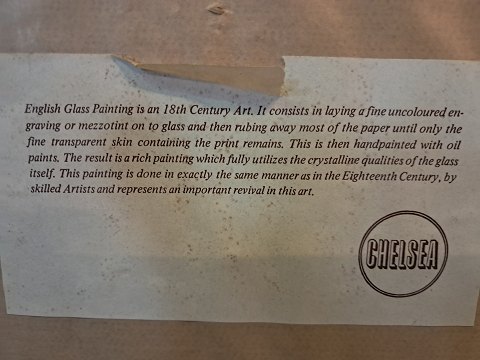 English Glass Painting is an 18th Century Art. It consists in laying a fine uncoloured en-
graving or mezzotint on to glass and then rubing away most of the paper until only the
fine transparent skin containing the print remains. This is then handpainted with oil
paints. The result is a rich painting which fully utilizes the crystalline qualities of the glass
itself. This painting is done in exactly the same manner as in the Eighteenth Century, by
skilled Artists and represents an important revival in this art.
CHELSEA